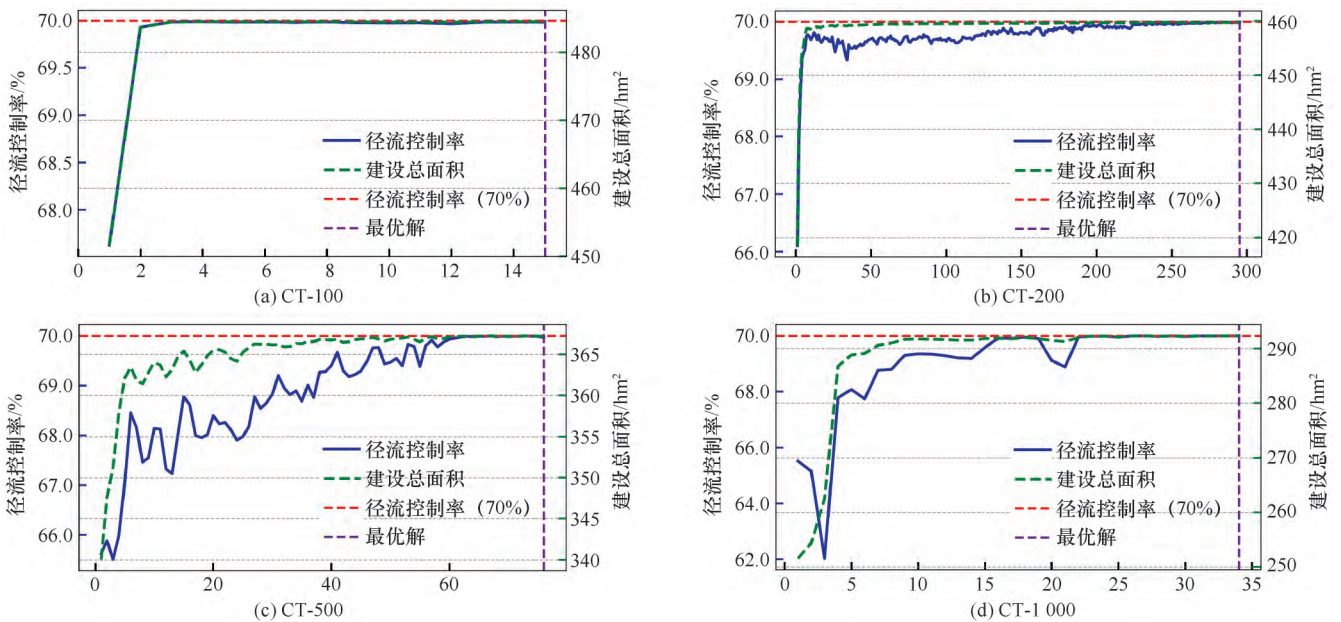 70.0
69.5
69.0
68.5
68.0
径流控制率/%
480
470
460
450
建设总面积/hm²
径流控制率
建设总面积
径流控制率（70%）
最优解
0 2 4 6 8 10 12 14
(a) CT-100
70.0
69.0
68.0
67.0
66.0
径流控制率/%
460
450
440
430
420
建设总面积/hm²
径流控制率
建设总面积
径流控制率（70%）
最优解
0 50 100 150 200 250 300
(b) CT-200
70.0
69.0
68.0
67.0
66.0
径流控制率/%
365
360
355
350
345
340
建设总面积/hm²
径流控制率
建设总面积
径流控制率（70%）
最优解
0 20 40 60
(c) CT-500
70.0
68.0
66.0
64.0
62.0
径流控制率/%
290
280
270
260
250
建设总面积/hm²
径流控制率
建设总面积
径流控制率（70%）
最优解
0 5 10 15 20 25 30 35
(d) CT-1 000